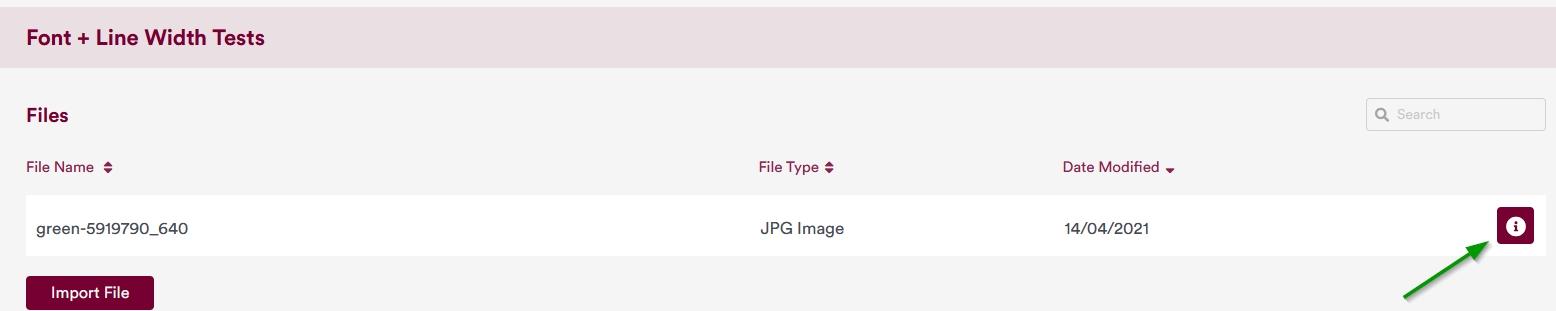 Font + Line Width Tests
Files
Search
File Name File Type Date Modified
green-5919790_640 JPG Image 14/04/2021
Import File